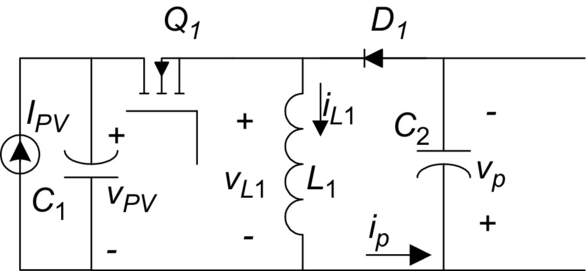 Q1 D1
IPV + + iL1 C2 -
C1 vPV vL1 L1 vp
- - ip +